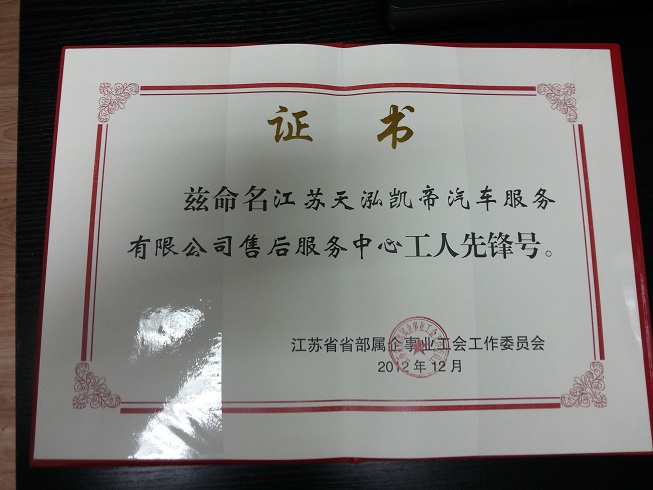 证书
兹命名江苏天泓凯帝汽车服务
有限公司售后服务中心工人先锋号。
江苏省省部属企事业工会工作委员会
2012年12月